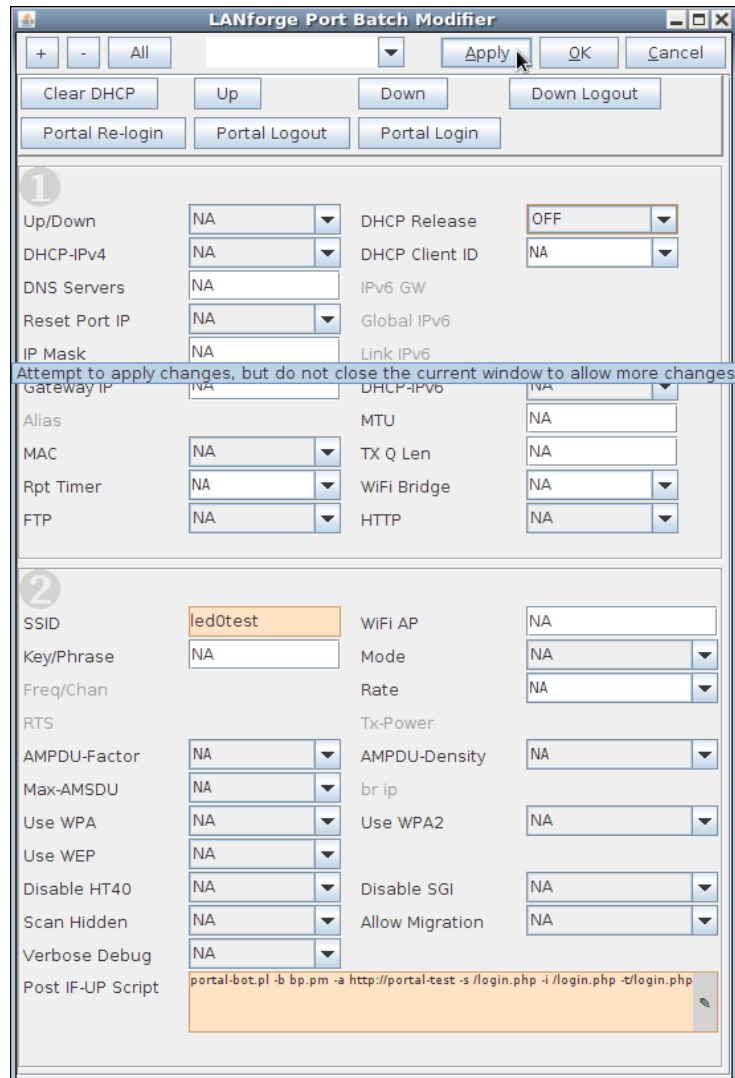 LANforge Port Batch Modifier
+ - All Apply OK Cancel
Clear DHCP Up Down Down Logout
Portal Re-login Portal Logout Portal Login
1
Up/Down NA DHCP Release OFF
DHCP-IPv4 NA DHCP Client ID NA
DNS Servers NA IPv6 GW
Reset Port IP NA Global IPv6
IP Mask NA Link IPv6
Attempt to apply changes, but do not close the current window to allow more changes
Gateway IP NA DHCP-IPv6 NA
Alias MTU NA
MAC NA TX Q Len NA
Rpt Timer NA WiFi Bridge NA
FTP NA HTTP NA
2
SSID led0test WiFi AP NA
Key/Phrase NA Mode NA
Freq/Chan Rate NA
RTS Tx-Power
AMPDU-Factor NA AMPDU-Density NA
Max-AMSDU NA br ip
Use WPA NA Use WPA2 NA
Use WEP NA
Disable HT40 NA Disable SGI NA
Scan Hidden NA Allow Migration NA
Verbose Debug NA
Post IF-UP Script portal-bot.pl -b bp.pm -a http://portal-test -s /login.php -i /login.php -t/login.php